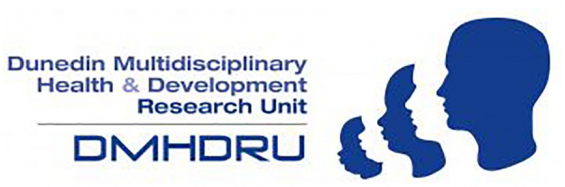 Dunedin Multidisciplinary
Health & Development
Research Unit
DMHDRU